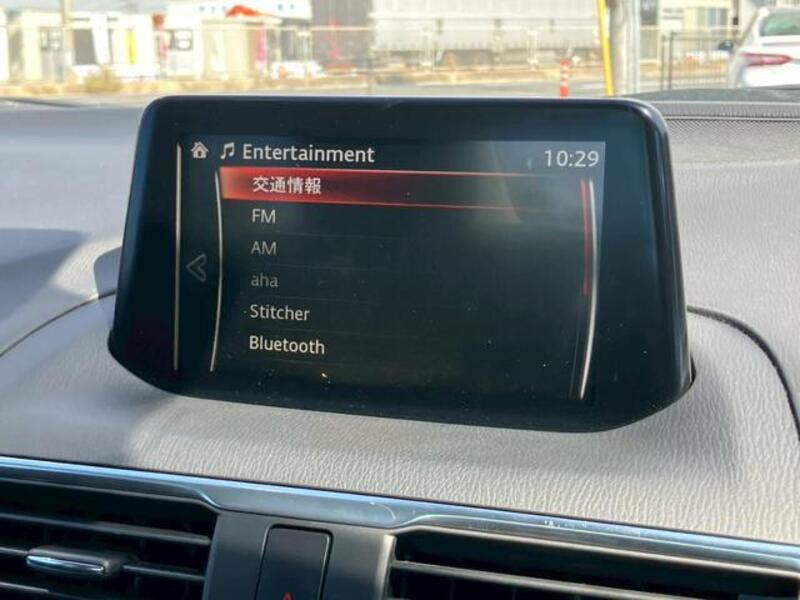 Entertainment 10:29
交通情報
FM
AM
aha
Stitcher
Bluetooth